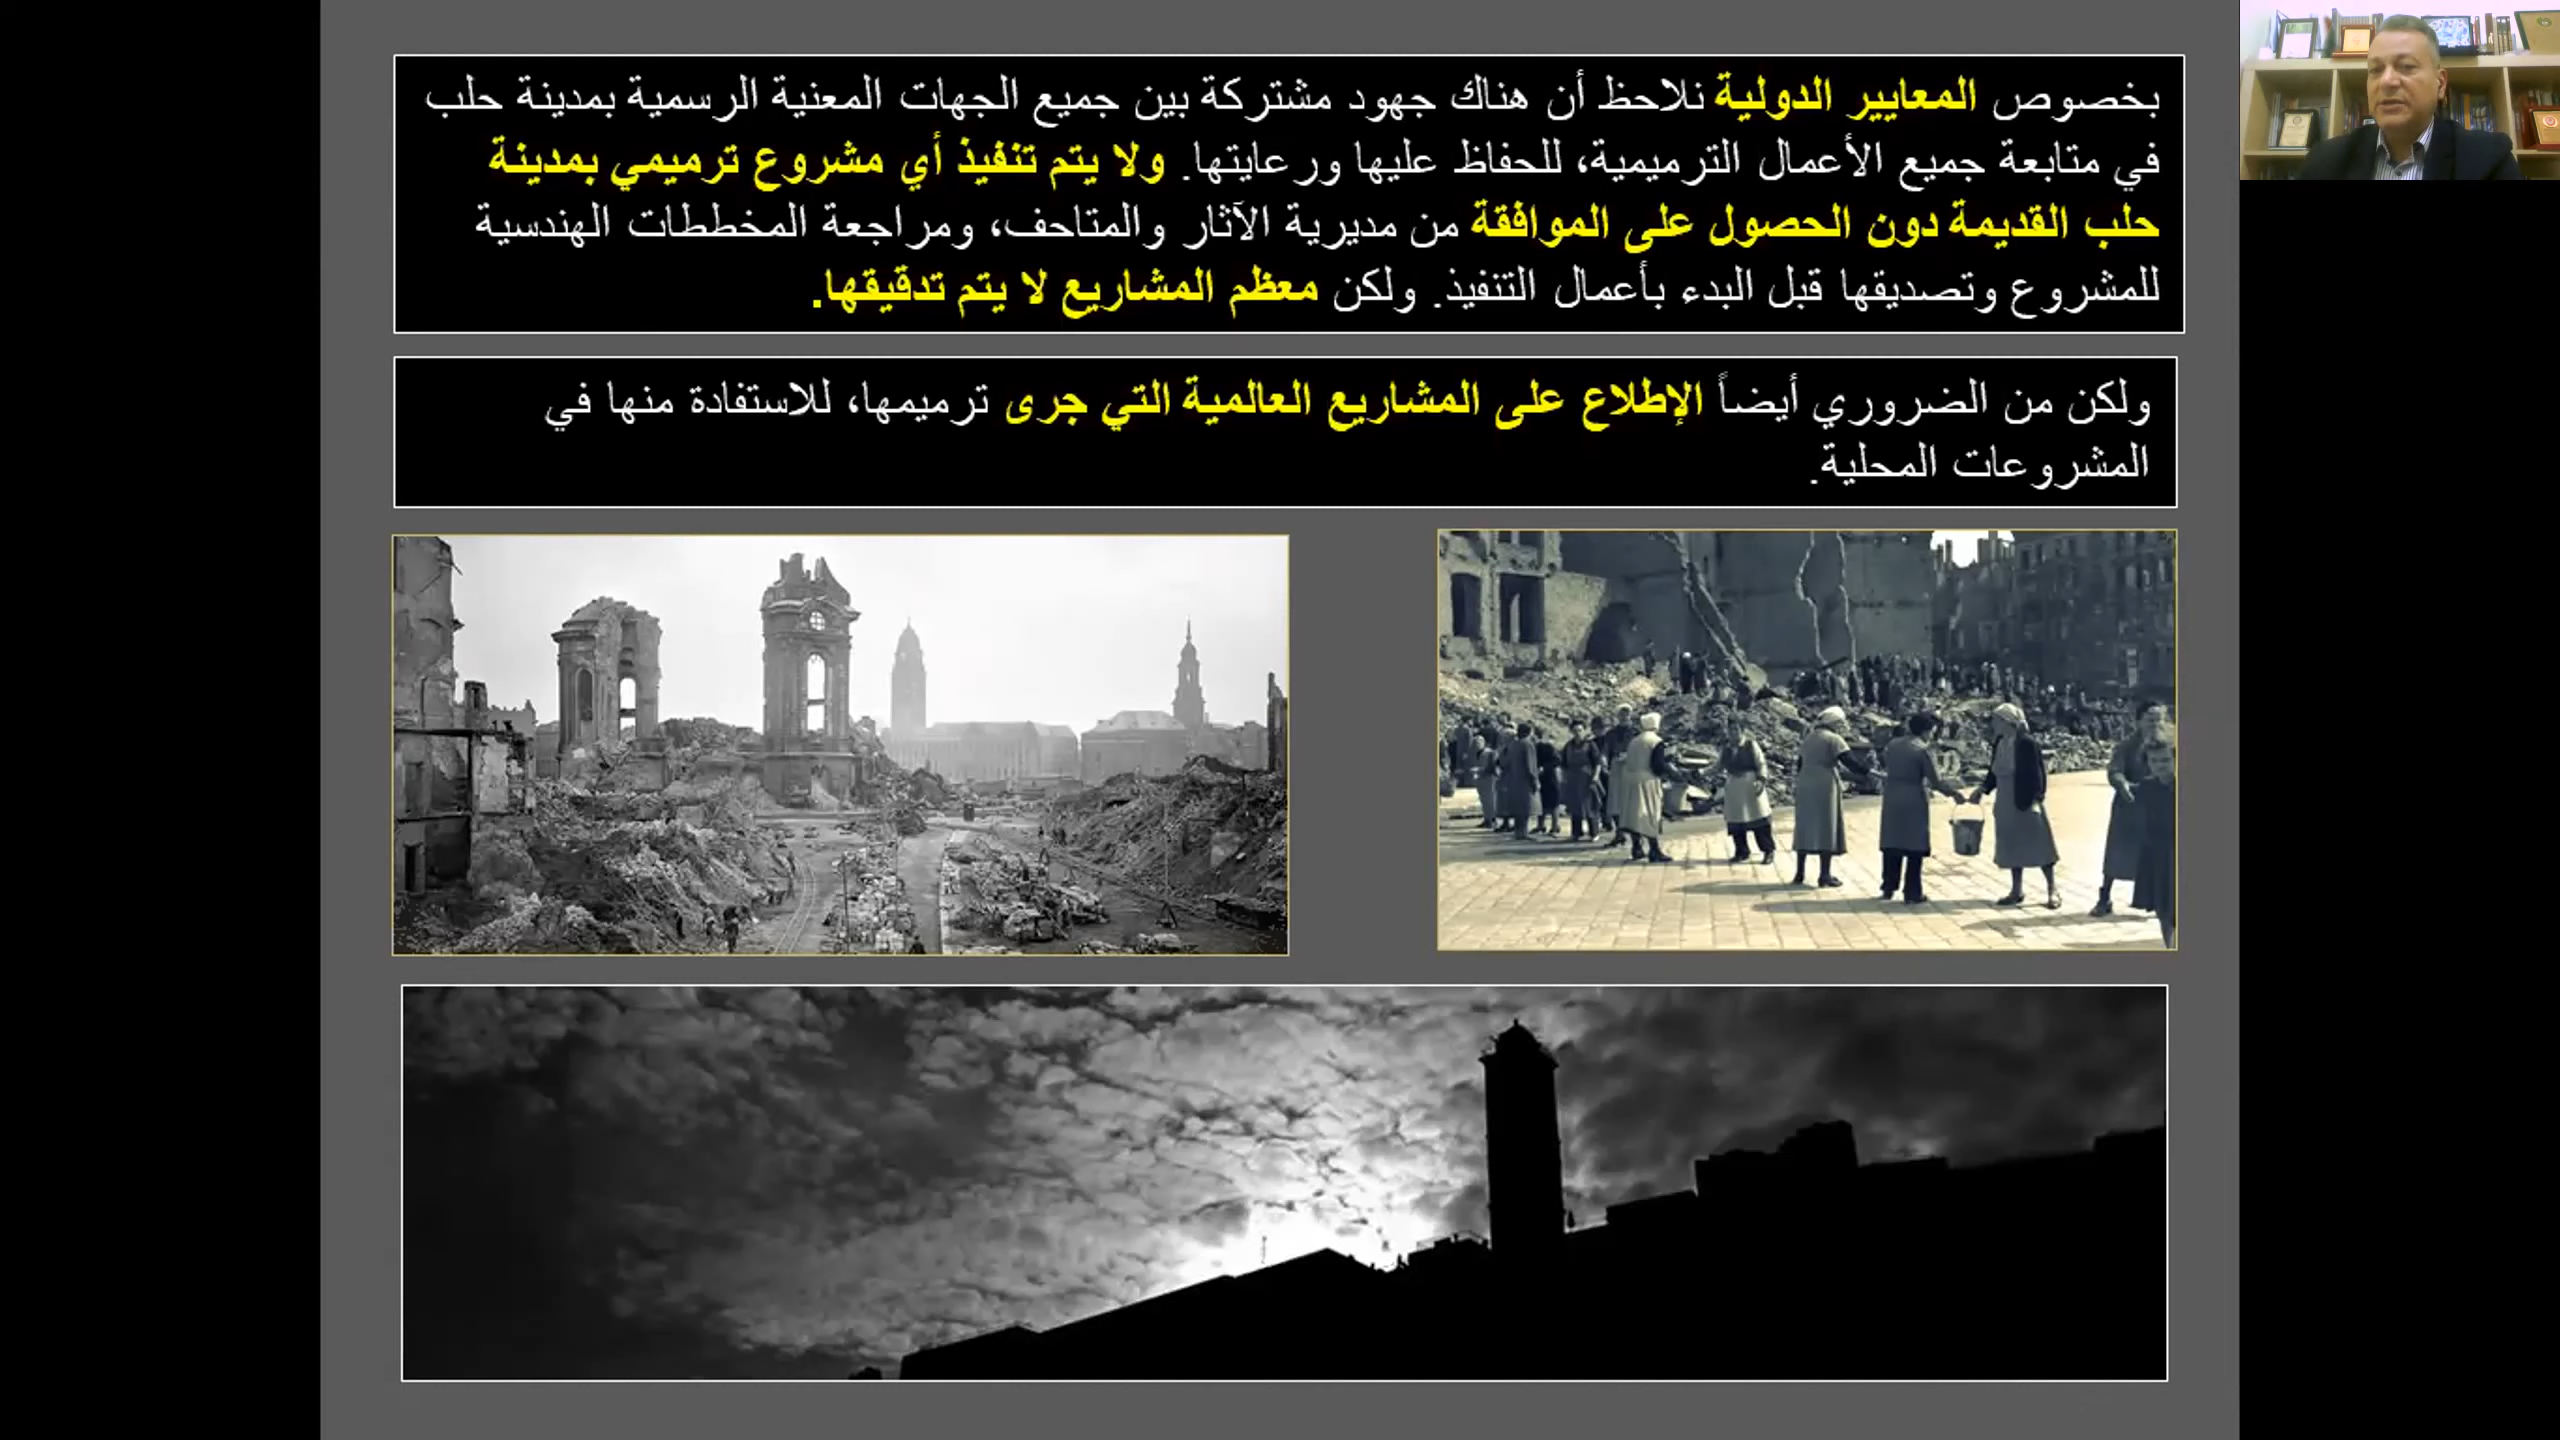 بخصوص المعايير الدولية نلاحظ أن هناك جهود مشتركة بين جميع الجهات المعنية الرسمية بمدينة حلب
في متابعة جميع الأعمال الترميمية، للحفاظ عليها ورعايتها. ولا يتم تنفيذ أي مشروع ترميمي بمدينة
حلب القديمة دون الحصول على الموافقة من مديرية الآثار والمتاحف، ومراجعة المخططات الهندسية
للمشروع وتصديقها قبل البدء بأعمال التنفيذ. ولكن معظم المشاريع لا يتم تدقيقها.
ولكن من الضروري أيضاً الإطلاع على المشاريع العالمية التي جرى ترميمها، للاستفادة منها في
المشروعات المحلية.